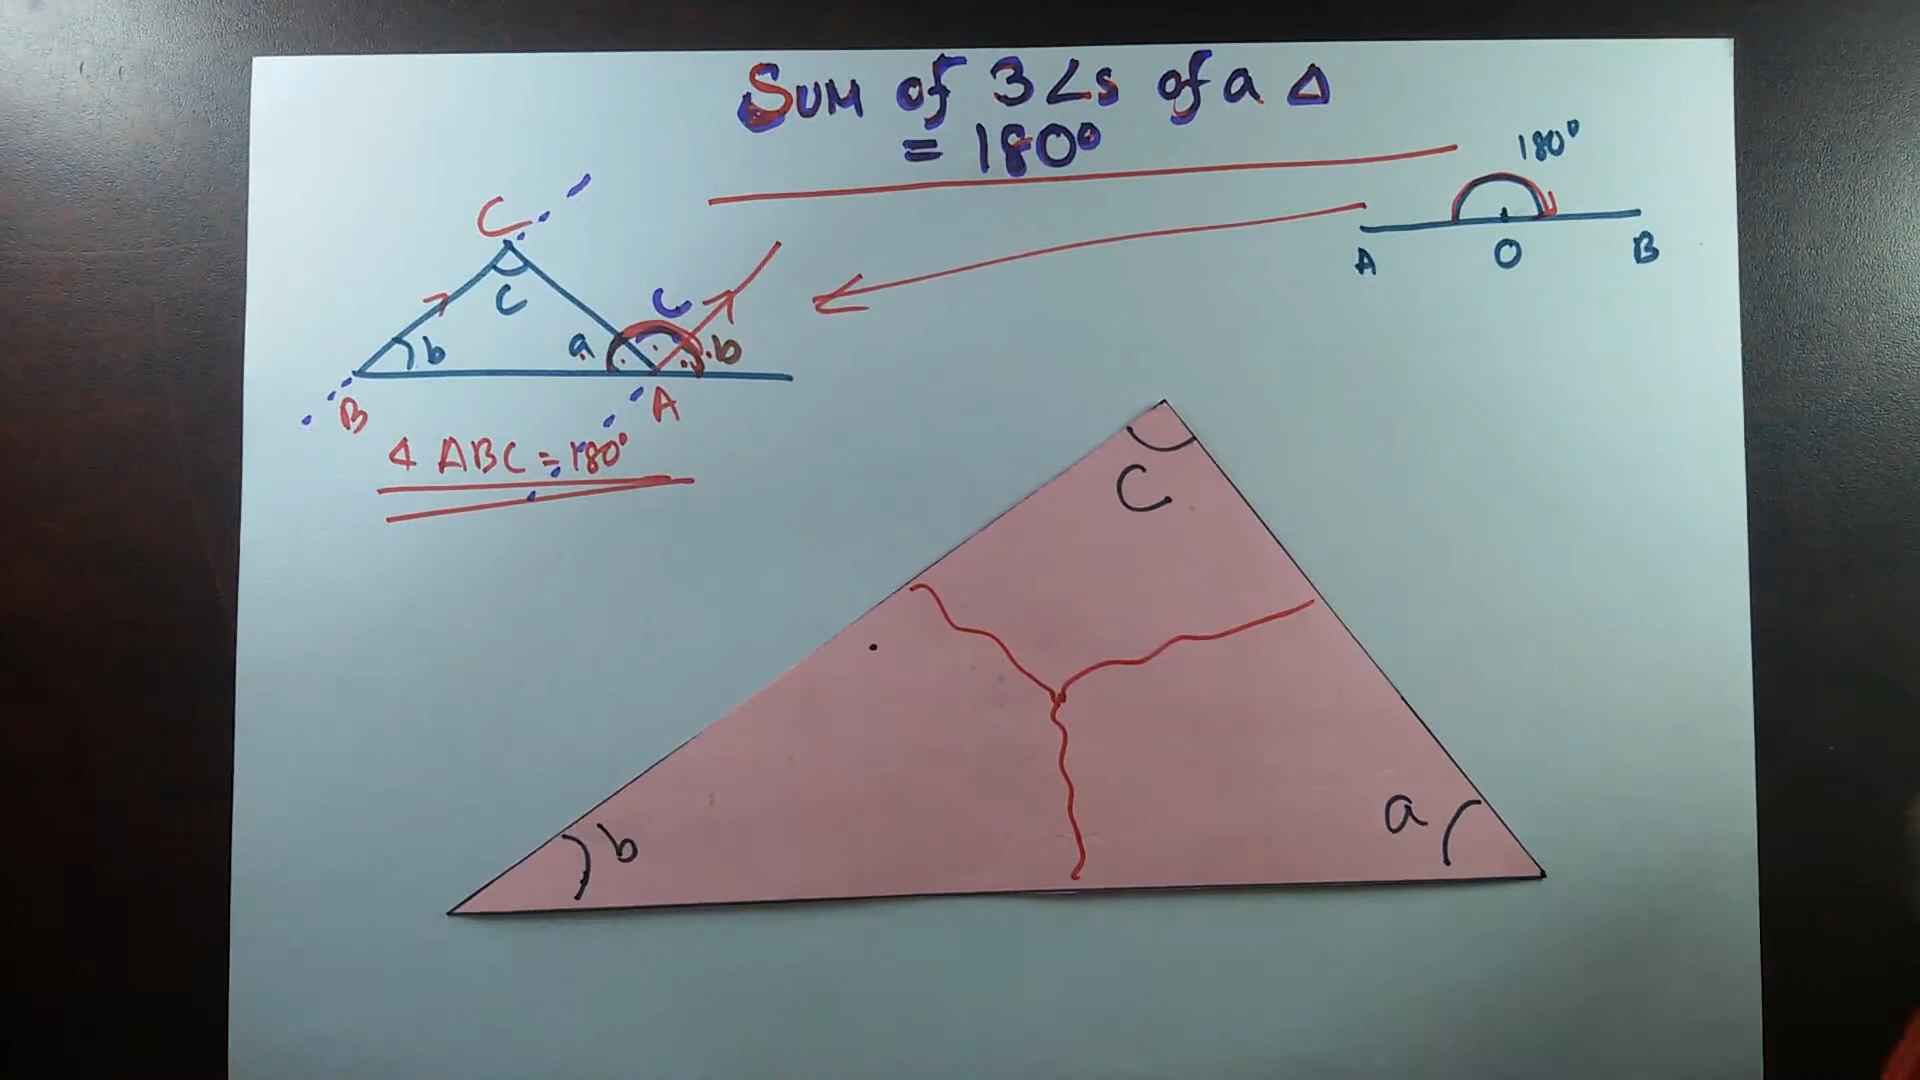 Sum of 3∠s of a Δ
= 180°
180°
A O B
C
c
b
a
c
b
B
A
Δ ABC = 180°
C
b
a